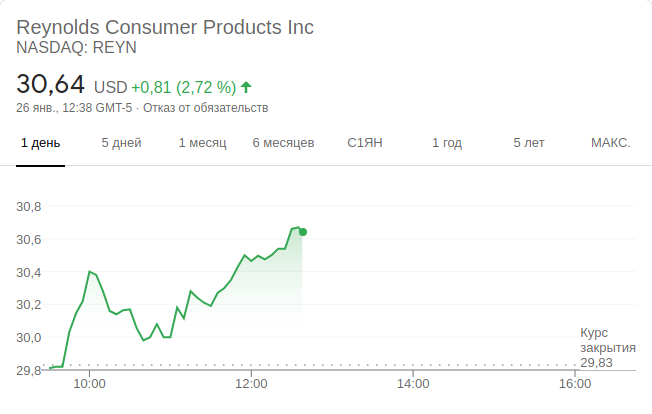 Reynolds Consumer Products Inc
NASDAQ: REYN
30,64 USD +0,81 (2,72 %)
26 янв., 12:38 GMT-5 · Отказ от обязательств
1 день 5 дней 1 месяц 6 месяцев С1ЯН 1 год 5 лет МАКС.
30,8
30,6
30,4
30,2
30,0
Курс
закрытия
29,83
29,8
10:00 12:00 14:00 16:00